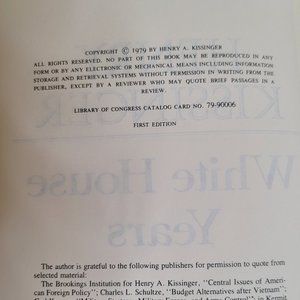 COPYRIGHT © 1979 BY HENRY A. KISSINGER
ALL RIGHTS RESERVED. NO PART OF THIS BOOK MAY BE REPRODUCED IN ANY
FORM OR BY ANY ELECTRONIC OR MECHANICAL MEANS INCLUDING INFORMATION
STORAGE AND RETRIEVAL SYSTEMS WITHOUT PERMISSION IN WRITING FROM THE
PUBLISHER, EXCEPT BY A REVIEWER WHO MAY QUOTE BRIEF PASSAGES IN A
REVIEW.
LIBRARY OF CONGRESS CATALOG CARD NO. 79-90006
FIRST EDITION
KISSINGER
White House
Years
The author is grateful to the following publishers for permission to quote from
selected material:
The Brookings Institution for Henry A. Kissinger, "Central Issues of Ameri-
can Foreign Policy"; Charles L. Schultze, "Budget Alternatives after Vietnam";